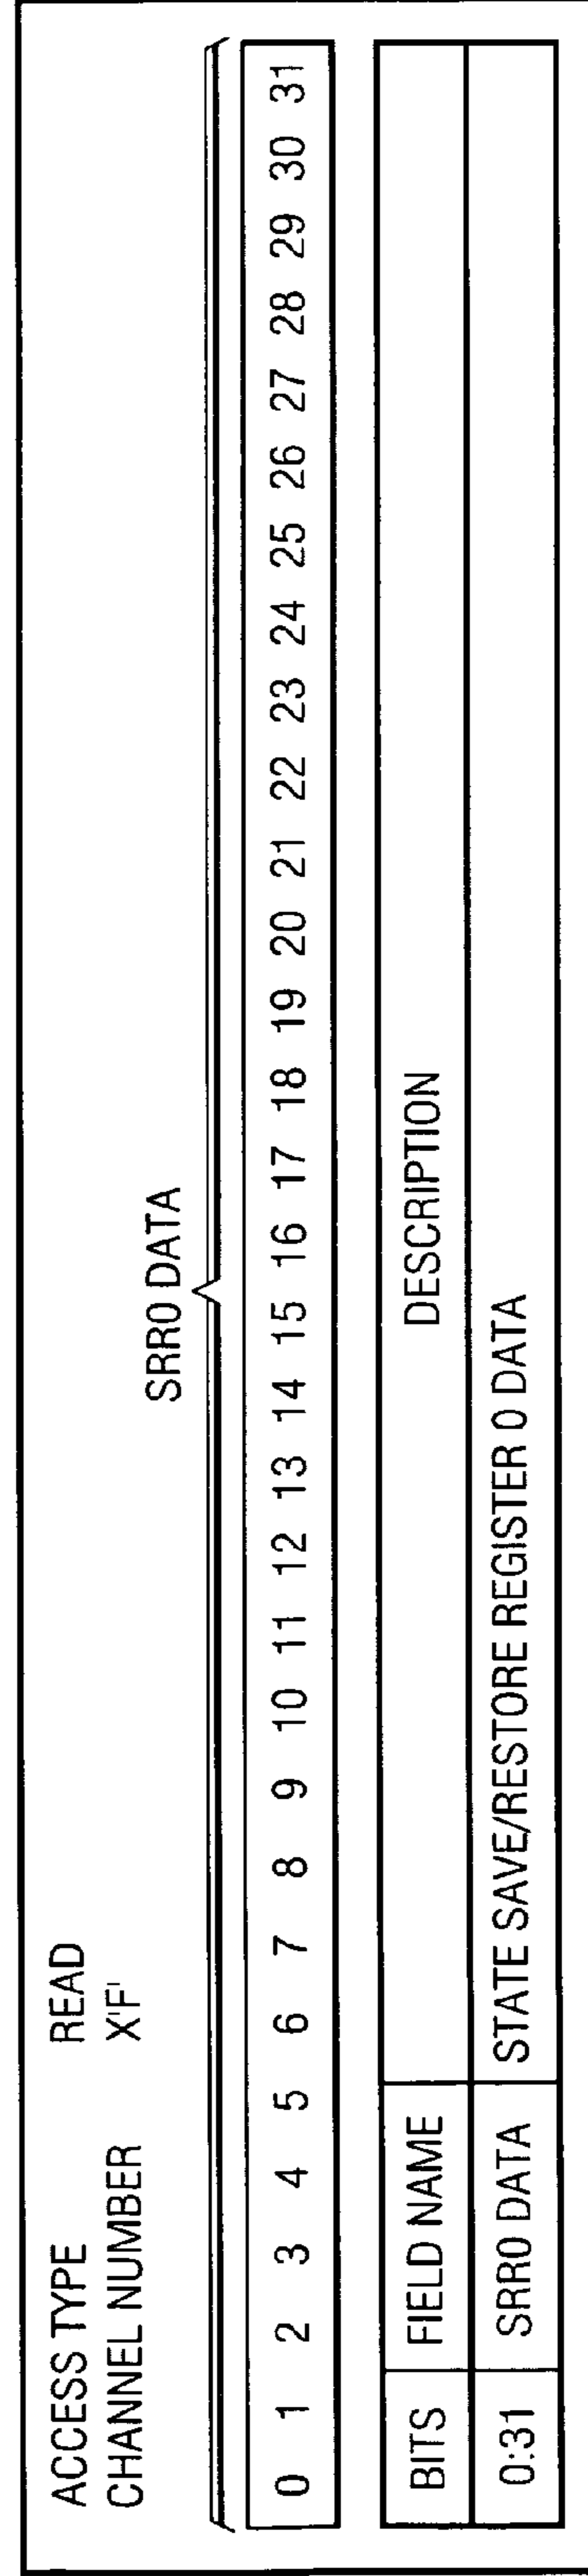 ACCESS TYPE READ
CHANNEL NUMBER X'F'
SRR0 DATA
0 1 2 3 4 5 6 7 8 9 10 11 12 13 14 15 16 17 18 19 20 21 22 23 24 25 26 27 28 29 30 31
BITS FIELD NAME DESCRIPTION
0:31 SRR0 DATA STATE SAVE/RESTORE REGISTER 0 DATA